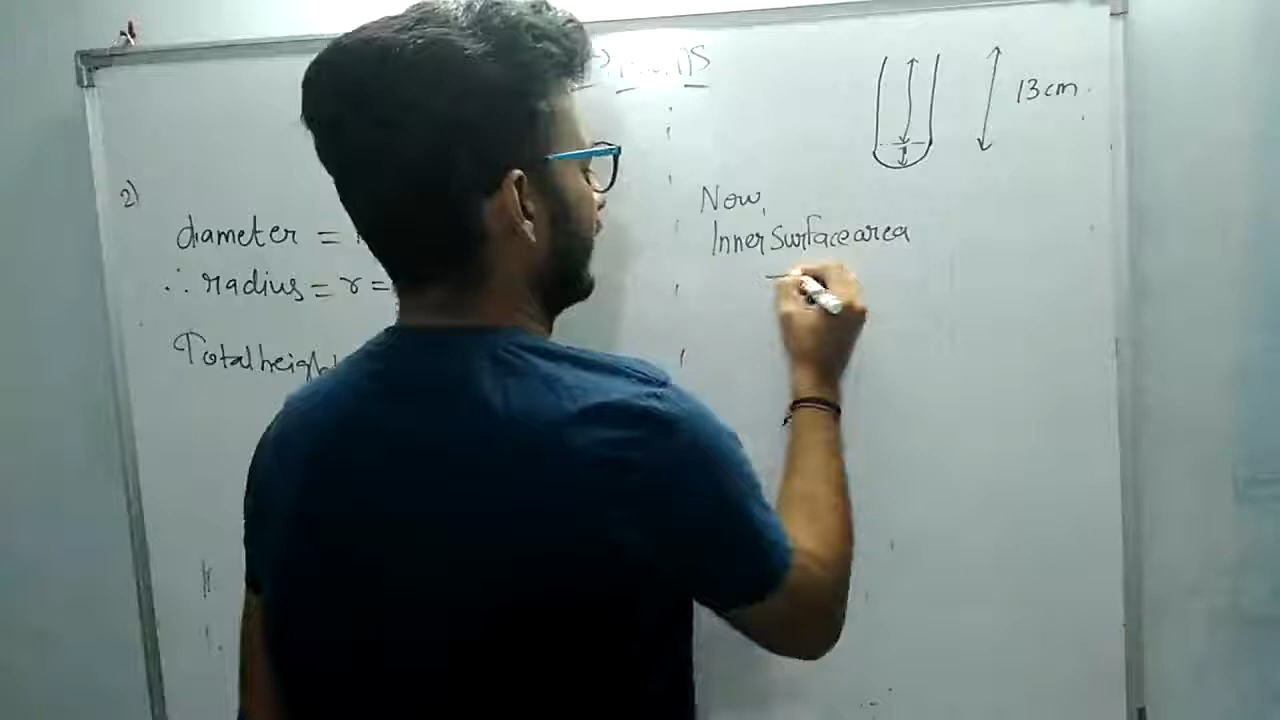 13cm
2)
diameter =
∴ radius = r =
Total height
Now,
Inner Surface area